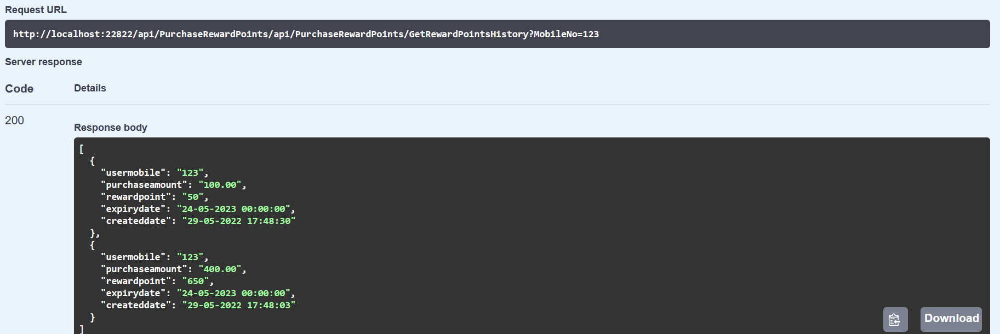 Request URL
http://localhost:22822/api/PurchaseRewardPoints/api/PurchaseRewardPoints/GetRewardPointsHistory?MobileNo=123
Server response
Code Details
200
Response body
[
  {
    "usermobile": "123",
    "purchaseamount": "100.00",
    "rewardpoint": "50",
    "expirydate": "24-05-2023 00:00:00",
    "createddate": "29-05-2022 17:48:30"
  },
  {
    "usermobile": "123",
    "purchaseamount": "400.00",
    "rewardpoint": "650",
    "expirydate": "24-05-2023 00:00:00",
    "createddate": "29-05-2022 17:48:03"
  }
]
Download